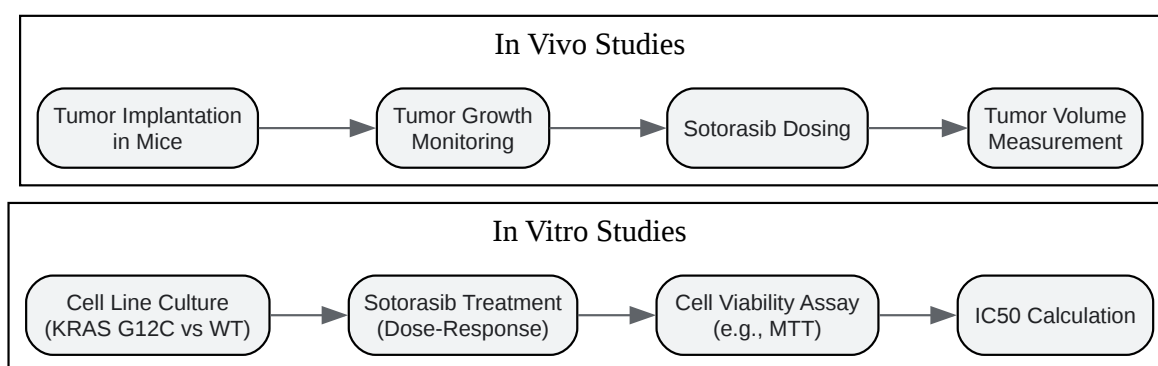 In Vivo Studies
Tumor Implantation
in Mice
Tumor Growth
Monitoring
Sotorasib Dosing
Tumor Volume
Measurement
In Vitro Studies
Cell Line Culture
(KRAS G12C vs WT)
Sotorasib Treatment
(Dose-Response)
Cell Viability Assay
(e.g., MTT)
IC50 Calculation